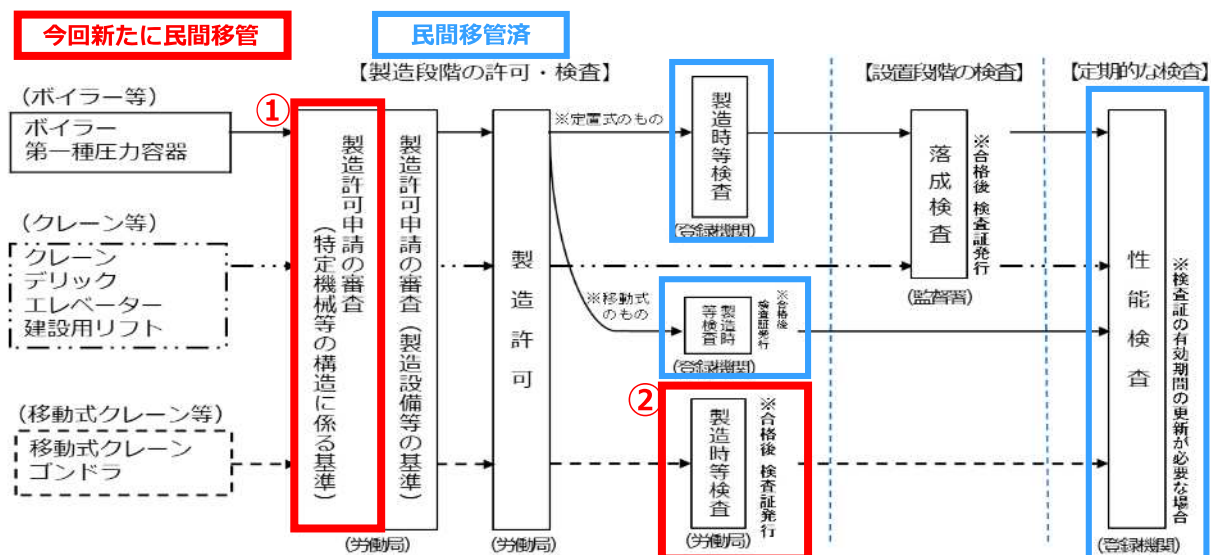 今回新たに民間移管
民間移管済
【製造段階の許可・検査】
【設置段階の検査】
【定期的な検査】
(ボイラー等)
ボイラー
第一種圧力容器
(クレーン等)
クレーン
デリック
エレベーター
建設用リフト
(移動式クレーン等)
移動式クレーン
ゴンドラ
①
製造許可申請の審査
(特定機械等の構造に係る基準)
製造許可申請の審査(製造設備等の基準)
(労働局)
製造許可
(労働局)
※定置式のもの
製造時等検査
(登録機関)
※移動式
のもの
製造時
等検査
※合格後
検査証発行
(登録機関)
②
製造時等検査
※合格後 検査証発行
(労働局)
落成検査
※合格後 検査証発行
(監督署)
性能検査
※検査証の有効期間の更新が必要な場合
(登録機関)